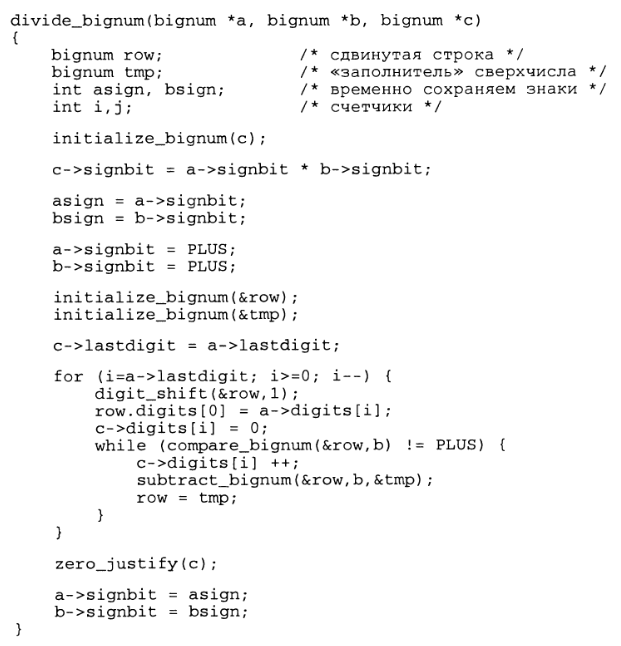 divide_bignum(bignum *a, bignum *b, bignum *c)
{
    bignum row;              /* сдвинутая строка */
    bignum tmp;              /* «заполнитель» сверхчисла */
    int asign, bsign;        /* временно сохраняем знаки */
    int i,j;                 /* счетчики */
    initialize_bignum(c);
    c->signbit = a->signbit * b->signbit;
    asign = a->signbit;
    bsign = b->signbit;
    a->signbit = PLUS;
    b->signbit = PLUS;
    initialize_bignum(&row);
    initialize_bignum(&tmp);
    c->lastdigit = a->lastdigit;
    for (i=a->lastdigit; i>=0; i--) {
        digit_shift(&row,1);
        row.digits[0] = a->digits[i];
        c->digits[i] = 0;
        while (compare_bignum(&row,b) != PLUS) {
            c->digits[i] ++;
            subtract_bignum(&row,b,&tmp);
            row = tmp;
        }
    }
    zero_justify(c);
    a->signbit = asign;
    b->signbit = bsign;
}